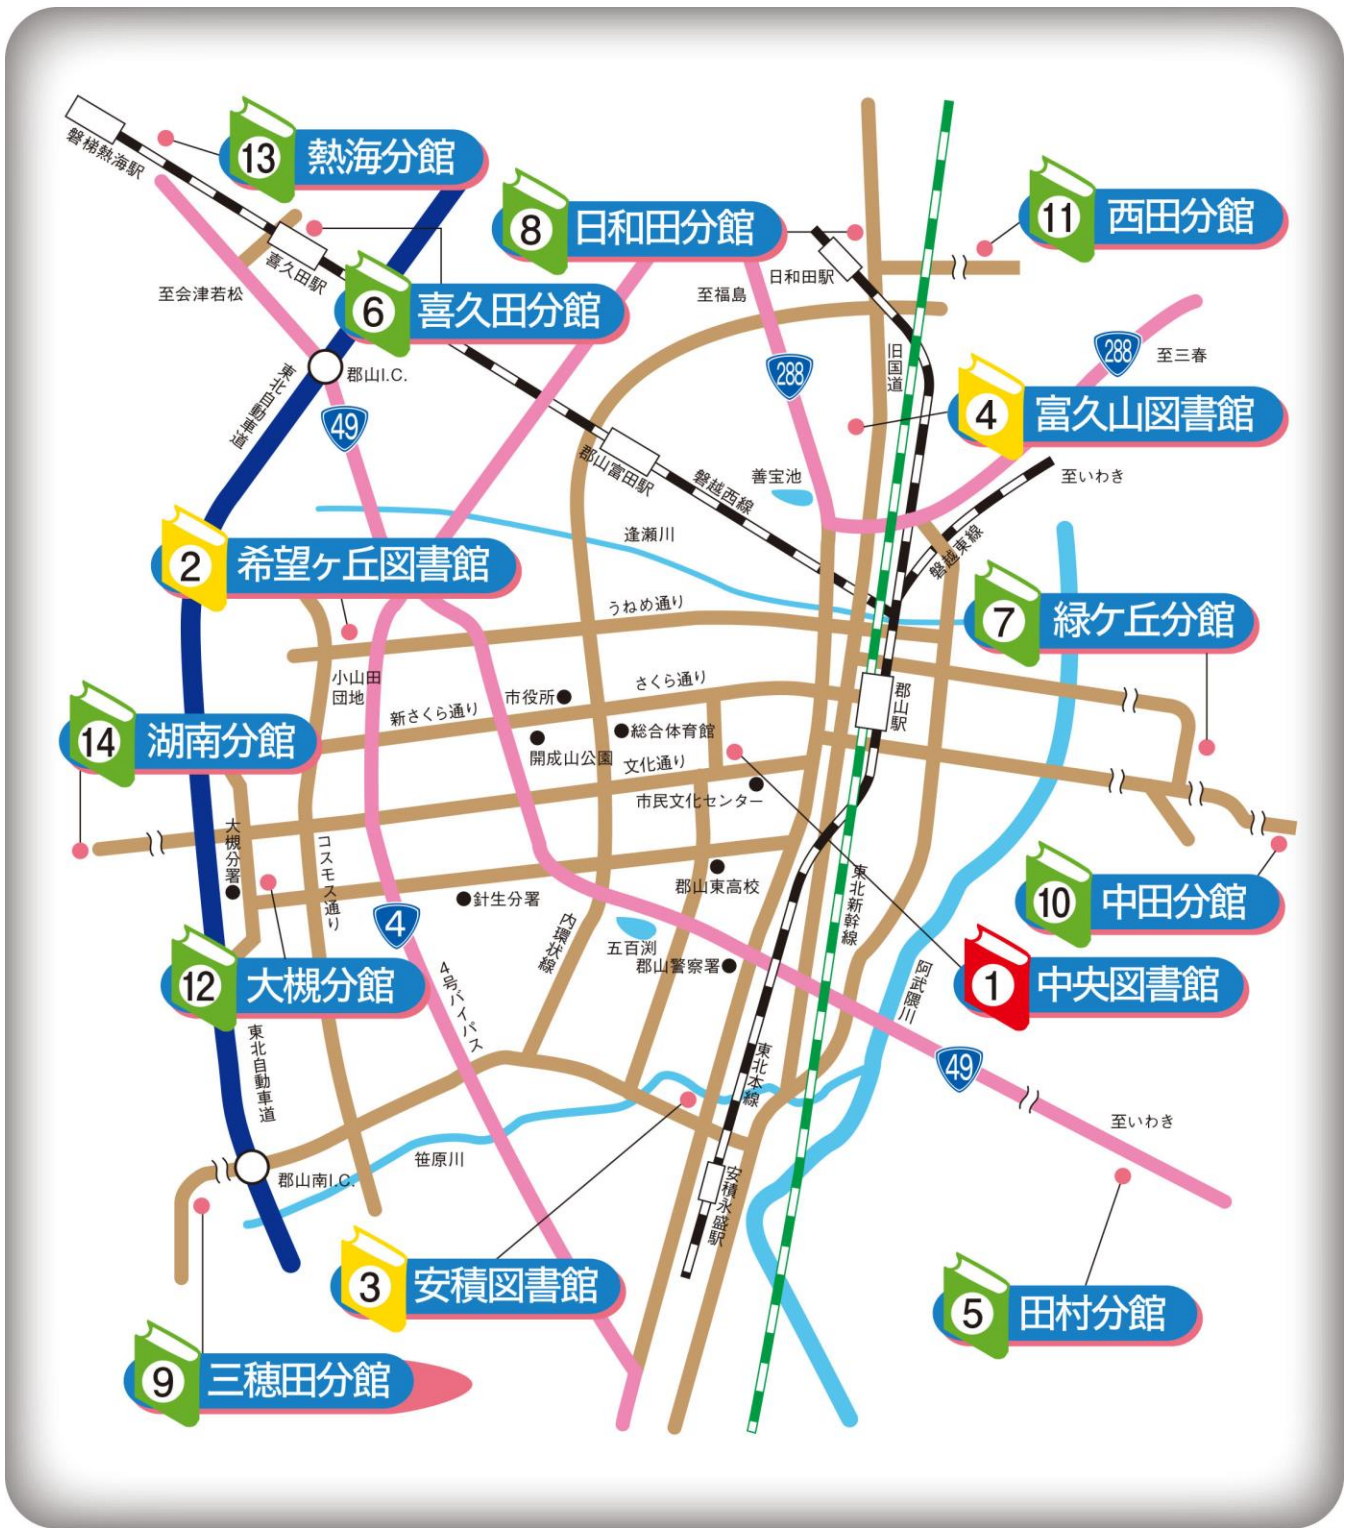 磐梯熱海駅
13 熱海分館
8 日和田分館
11 西田分館
喜久田駅
日和田駅
至会津若松
至福島
6 喜久田分館
旧国道
288
288
至三春
郡山I.C.
東北自動車道
49
4 富久山図書館
郡山富田駅
磐越西線
善宝池
至いわき
逢瀬川
磐越東線
2 希望ヶ丘図書館
うねめ通り
7 緑ケ丘分館
小山田
団地
市役所
さくら通り
郡山駅
新さくら通り
14 湖南分館
総合体育館
開成山公園
文化通り
市民文化センター
大槻分署
コスモス通り
郡山東高校
東北新幹線
針生分署
10 中田分館
4
内環状線
五百渕
郡山警察署
阿武隈川
12 大槻分館
4号バイパス
1 中央図書館
東北自動車道
東北本線
49
至いわき
笹原川
郡山南I.C.
安積永盛駅
3 安積図書館
5 田村分館
9 三穂田分館